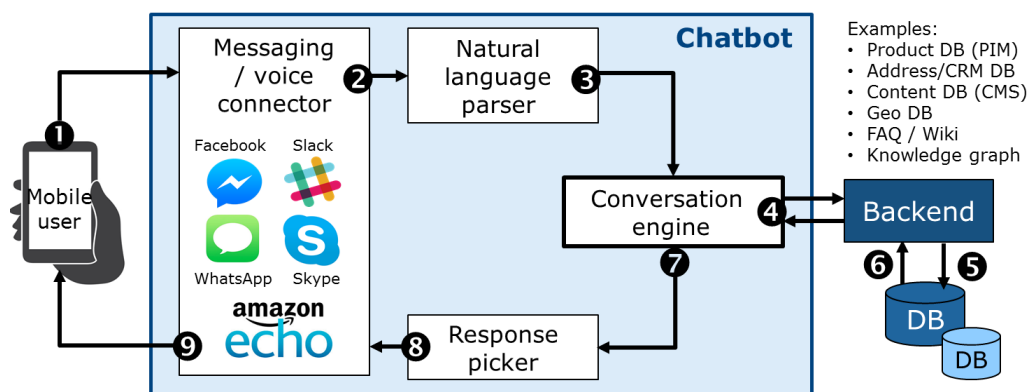 Chatbot
Messaging
/ voice
connector
Natural
language
parser
Examples:
• Product DB (PIM)
• Address/CRM DB
• Content DB (CMS)
• Geo DB
• FAQ / Wiki
• Knowledge graph
1
2
3
Facebook
Slack
Mobile
user
WhatsApp
Skype
S
amazon
echo
Conversation
engine
4
Backend
7
6
5
DB
DB
9
8
Response
picker